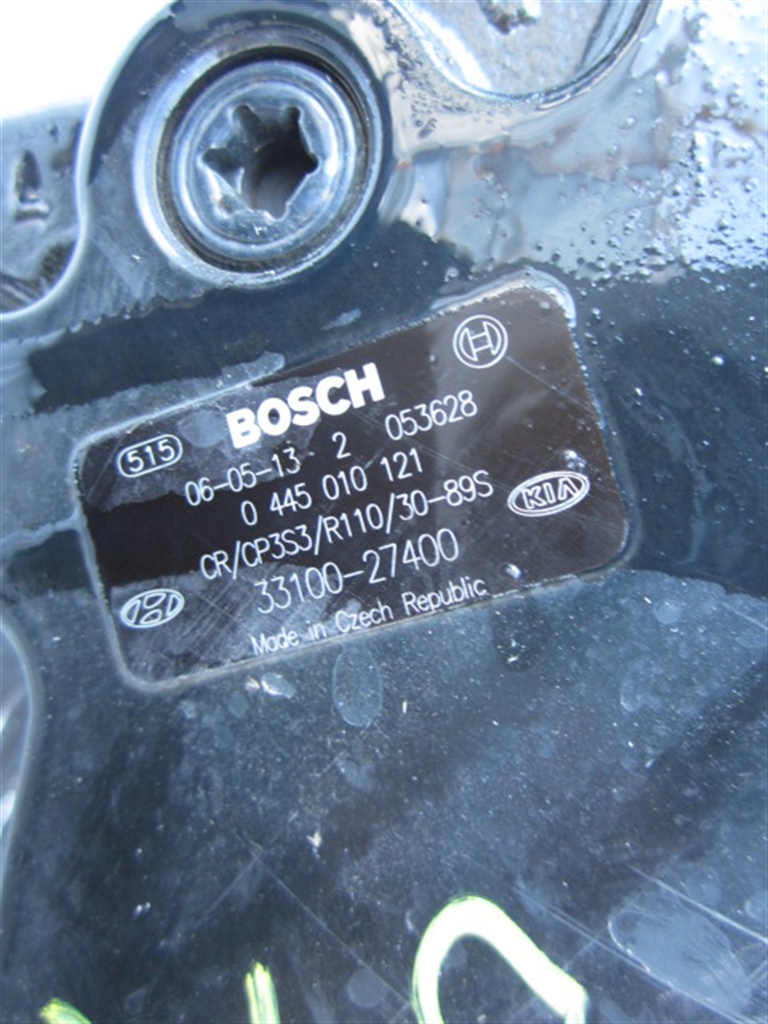 BOSCH
515 06-05-13 2 053628
0 445 010 121
CR/CP3S3/R110/30-89S KIA
33100-27400
Made in Czech Republic